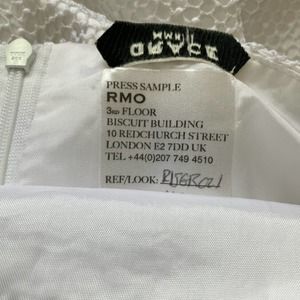 GRACE
PRESS SAMPLE
RMO
3RD FLOOR
BISCUIT BUILDING
10 REDCHURCH STREET
LONDON E2 7DD UK
TEL +44(0)207 749 4510
REF/LOOK: